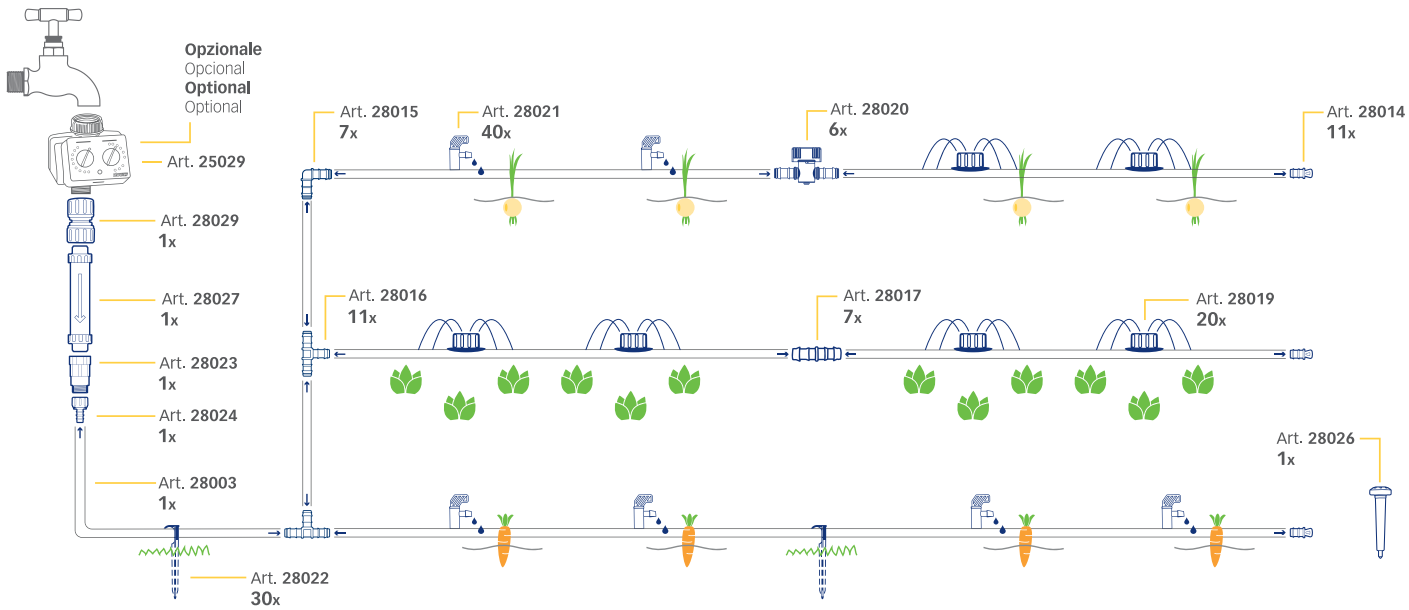 Opzionale
Opcional
Optional
Optional
Art. 25029
Art. 28029
1x
Art. 28027
1x
Art. 28023
1x
Art. 28024
1x
Art. 28003
1x
Art. 28022
30x
Art. 28015
7x
Art. 28021
40x
Art. 28020
6x
Art. 28014
11x
Art. 28016
11x
Art. 28017
7x
Art. 28019
20x
Art. 28026
1x